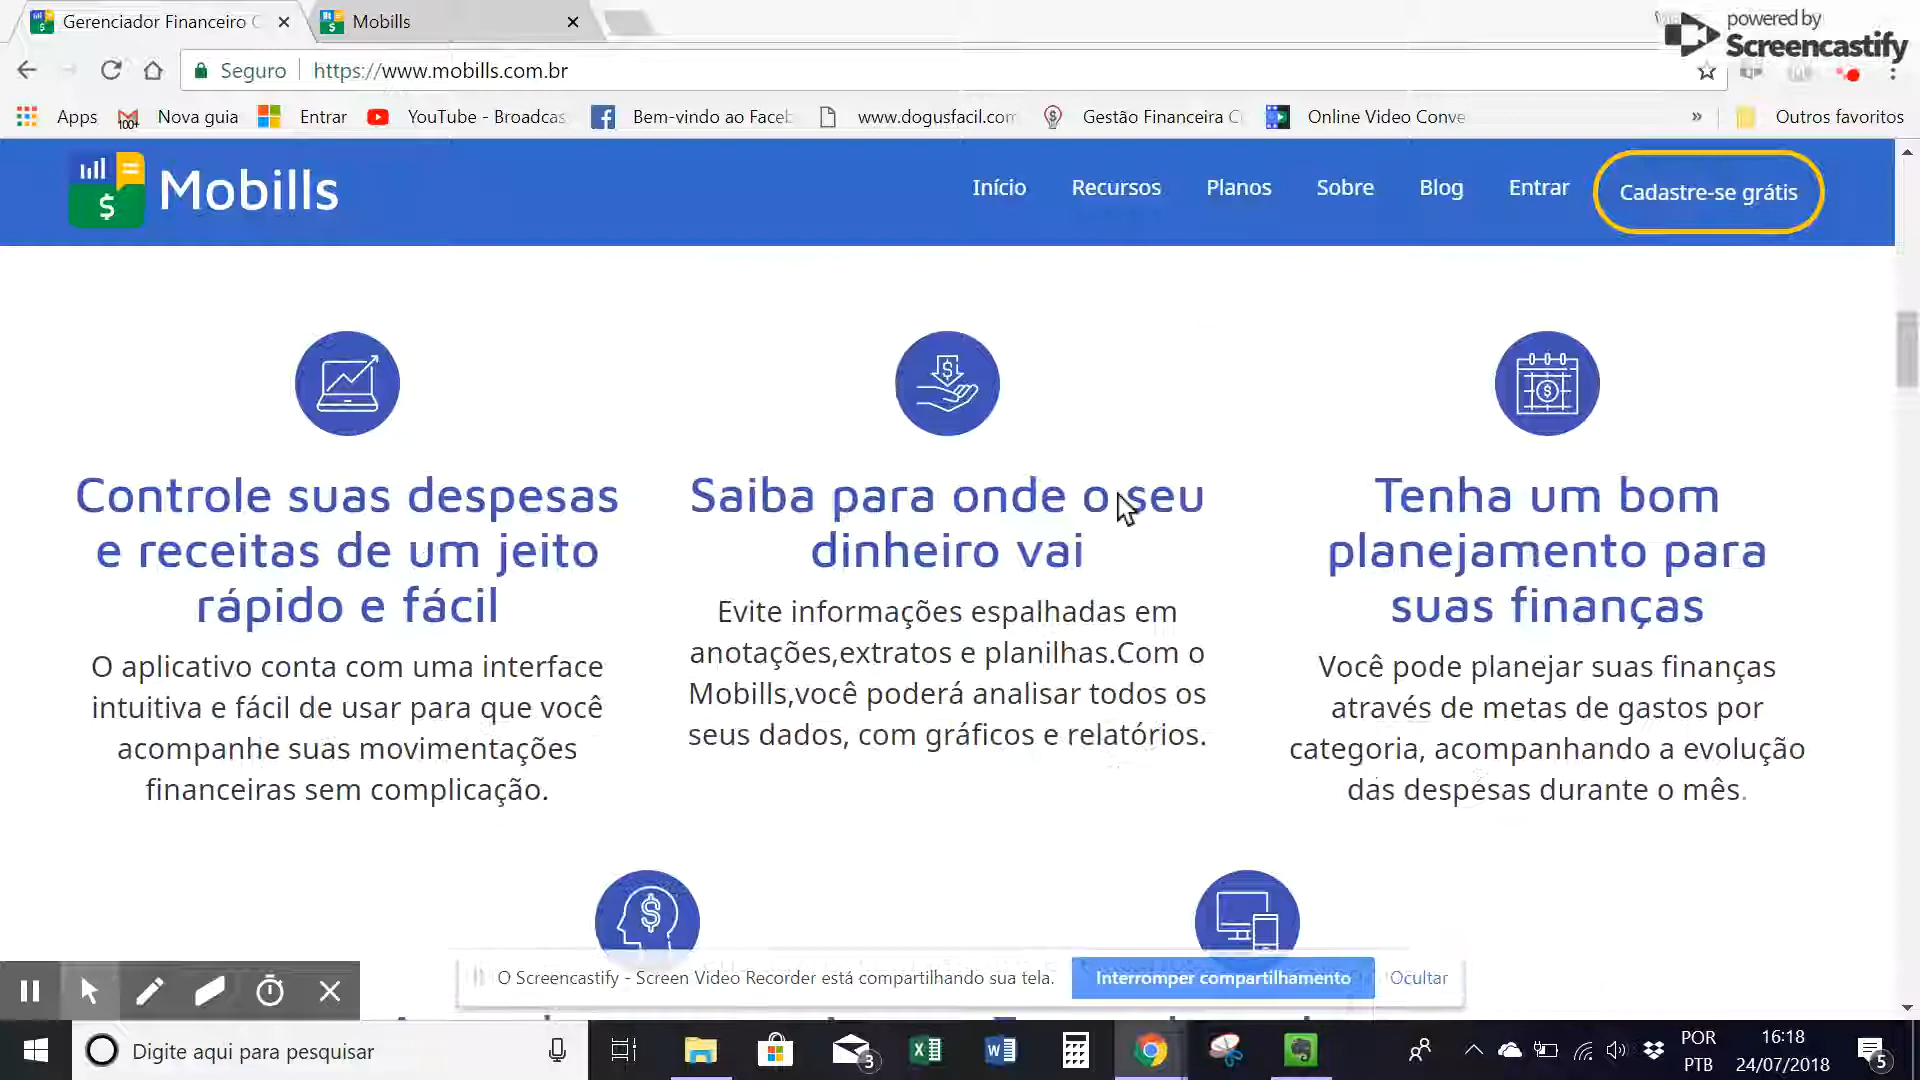 Gerenciador Financeiro
Mobills
powered by
Screencastify
Seguro
https://www.mobills.com.br
Apps
100+
Nova guia
Entrar
YouTube - Broadcas
Bem-vindo ao Faceb
www.dogusfacil.com
Gestão Financeira C
Online Video Conve
»
Outros favoritos
Mobills
Início
Recursos
Planos
Sobre
Blog
Entrar
Cadastre-se grátis
Controle suas despesas
e receitas de um jeito
rápido e fácil
O aplicativo conta com uma interface
intuitiva e fácil de usar para que você
acompanhe suas movimentações
financeiras sem complicação.
Saiba para onde o seu
dinheiro vai
Evite informações espalhadas em
anotações,extratos e planilhas.Com o
Mobills,você poderá analisar todos os
seus dados, com gráficos e relatórios.
Tenha um bom
planejamento para
suas finanças
Você pode planejar suas finanças
através de metas de gastos por
categoria, acompanhando a evolução
das despesas durante o mês.
O Screencastify - Screen Video Recorder está compartilhando sua tela.
Interromper compartilhamento
Ocultar
Digite aqui para pesquisar
3
POR
PTB
16:18
24/07/2018
5